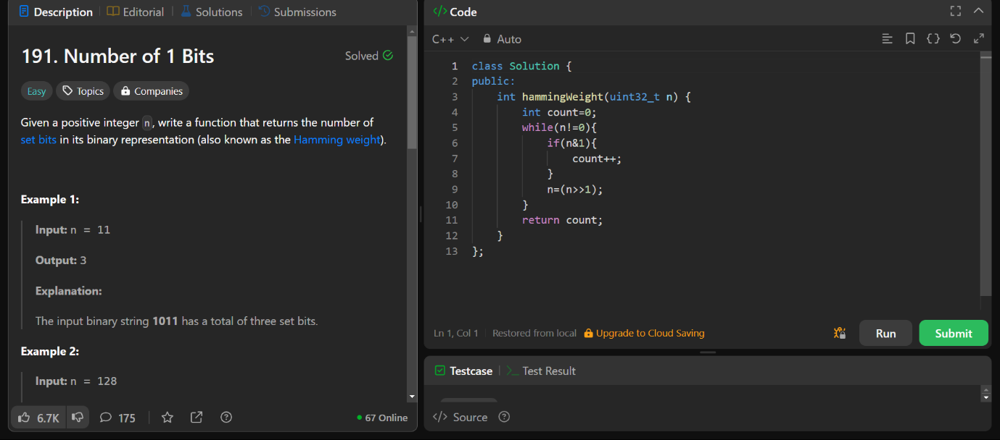 Description Editorial Solutions Submissions
191. Number of 1 Bits
Solved
Easy Topics Companies
Given a positive integer n, write a function that returns the number of
set bits in its binary representation (also known as the Hamming weight).
Example 1:
Input: n = 11
Output: 3
Explanation:
The input binary string 1011 has a total of three set bits.
Example 2:
Input: n = 128
6.7K 175 67 Online
</> Code
C++ Auto
1 class Solution {
2 public:
3 int hammingWeight(uint32_t n) {
4 int count=0;
5 while(n!=0){
6 if(n&1){
7 count++;
8 }
9 n=(n>>1);
10 }
11 return count;
12 }
13 };
Ln 1, Col 1 Restored from local Upgrade to Cloud Saving Run Submit
Testcase >_ Test Result
</> Source